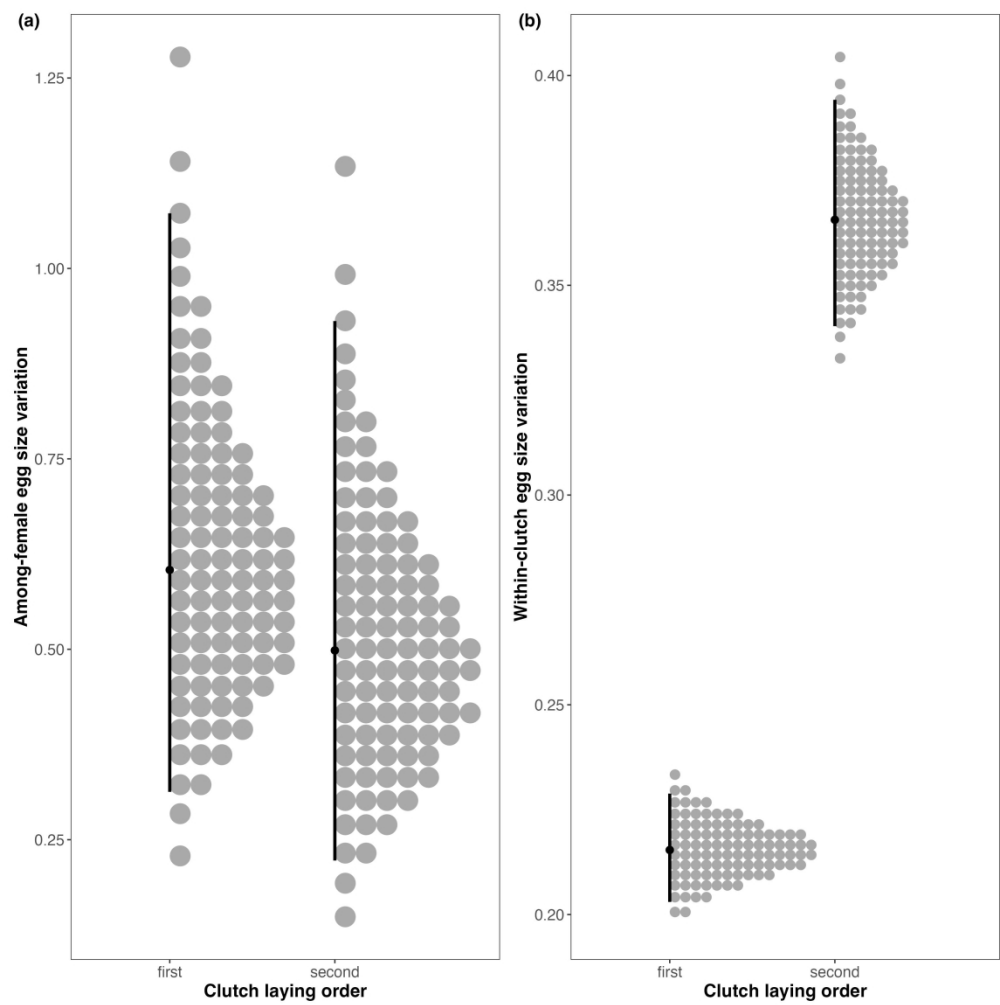 (a)
Among-female egg size variation
1.25
1.00
0.75
0.50
0.25
first second
Clutch laying order
(b)
Within-clutch egg size variation
0.40
0.35
0.30
0.25
0.20
first second
Clutch laying order